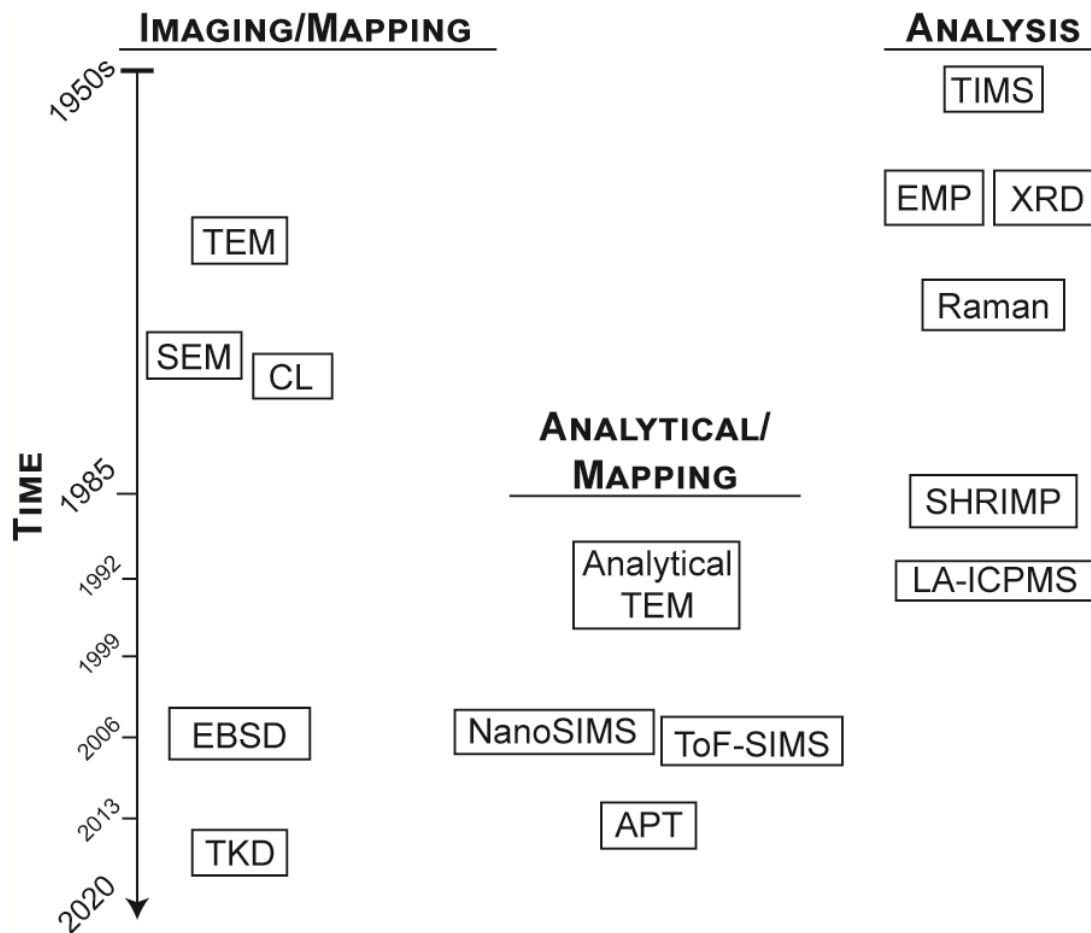 IMAGING/MAPPING
ANALYSIS
1950s
TIMS
EMP
XRD
TEM
Raman
SEM
CL
ANALYTICAL/
MAPPING
TIME
1985
SHRIMP
Analytical
TEM
1992
LA-ICPMS
1999
EBSD
2006
NanoSIMS
ToF-SIMS
2013
APT
TKD
2020